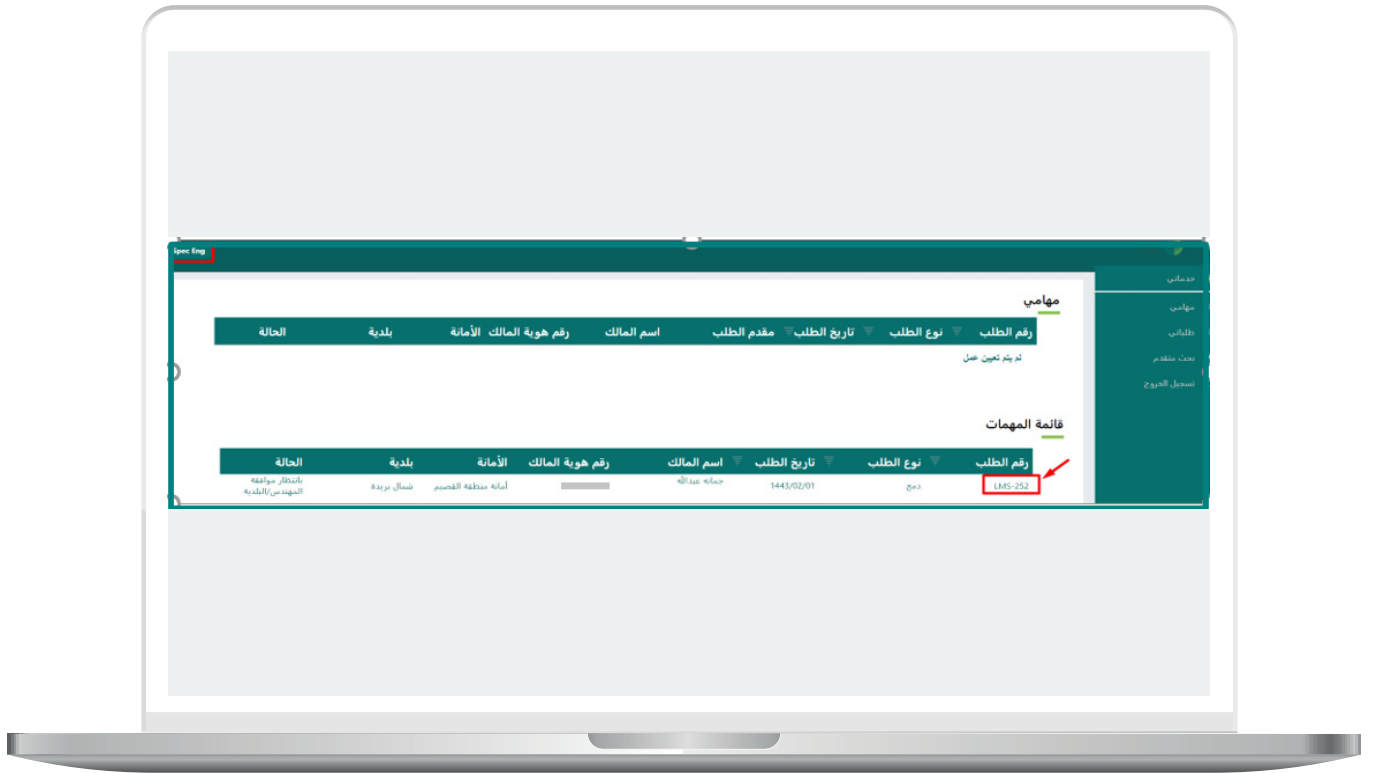 Spec Eng
خدماتي
مهامي
طلباتي
بحث متقدم
تسجيل الخروج
مهامي
رقم الطلب نوع الطلب تاريخ الطلب مقدم الطلب اسم المالك رقم هوية المالك الأمانة بلدية الحالة
لم يتم تعيين عمل
قائمة المهمات
رقم الطلب نوع الطلب تاريخ الطلب اسم المالك رقم هوية المالك الأمانة بلدية الحالة
LMS-252 دمج 1443/02/01 جمانه عبدالله أمانة منطقة القصيم شمال بريدة بانتظار موافقة
المهندس/البلدية